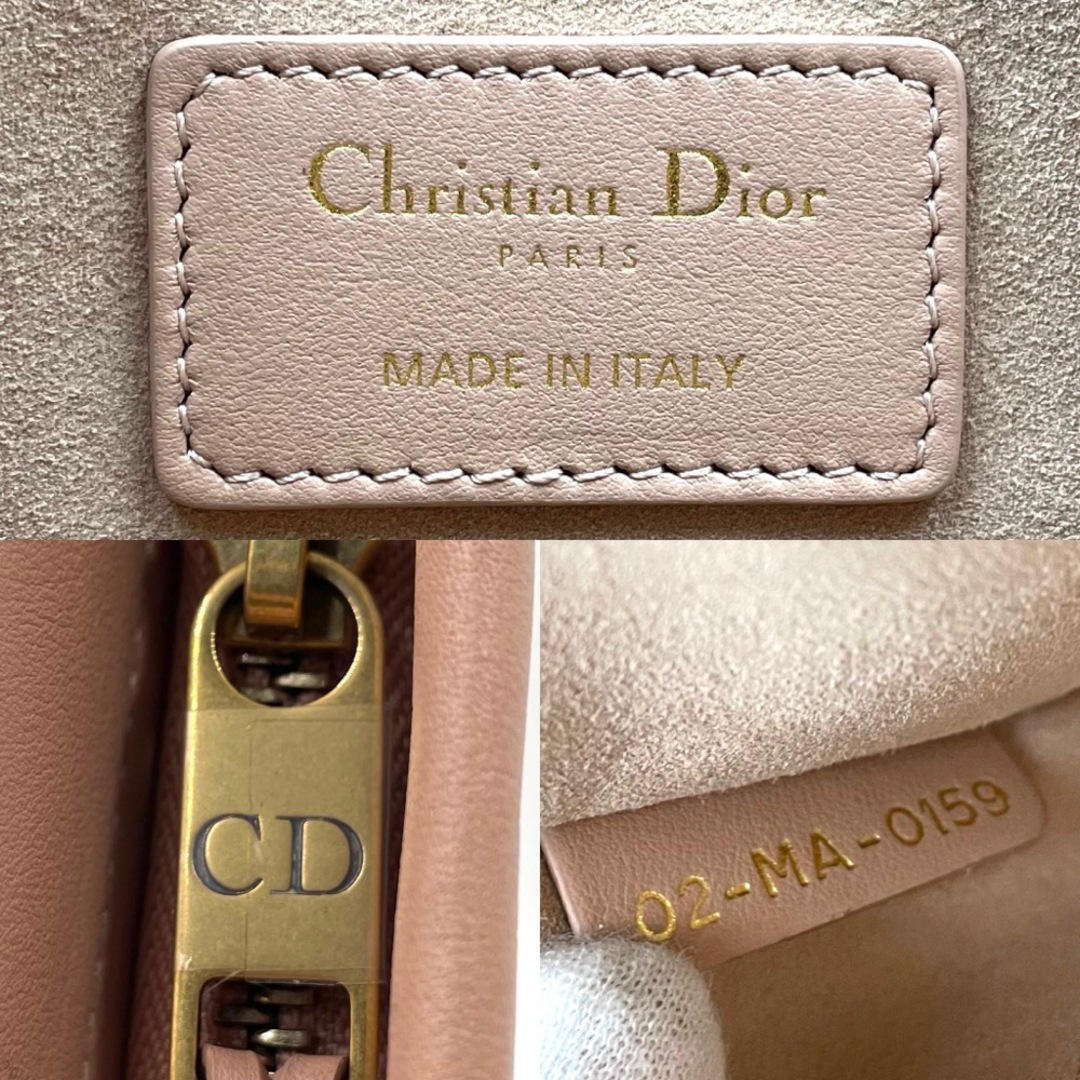 Christian Dior
PARIS
MADE IN ITALY
CD
02-MA-0159